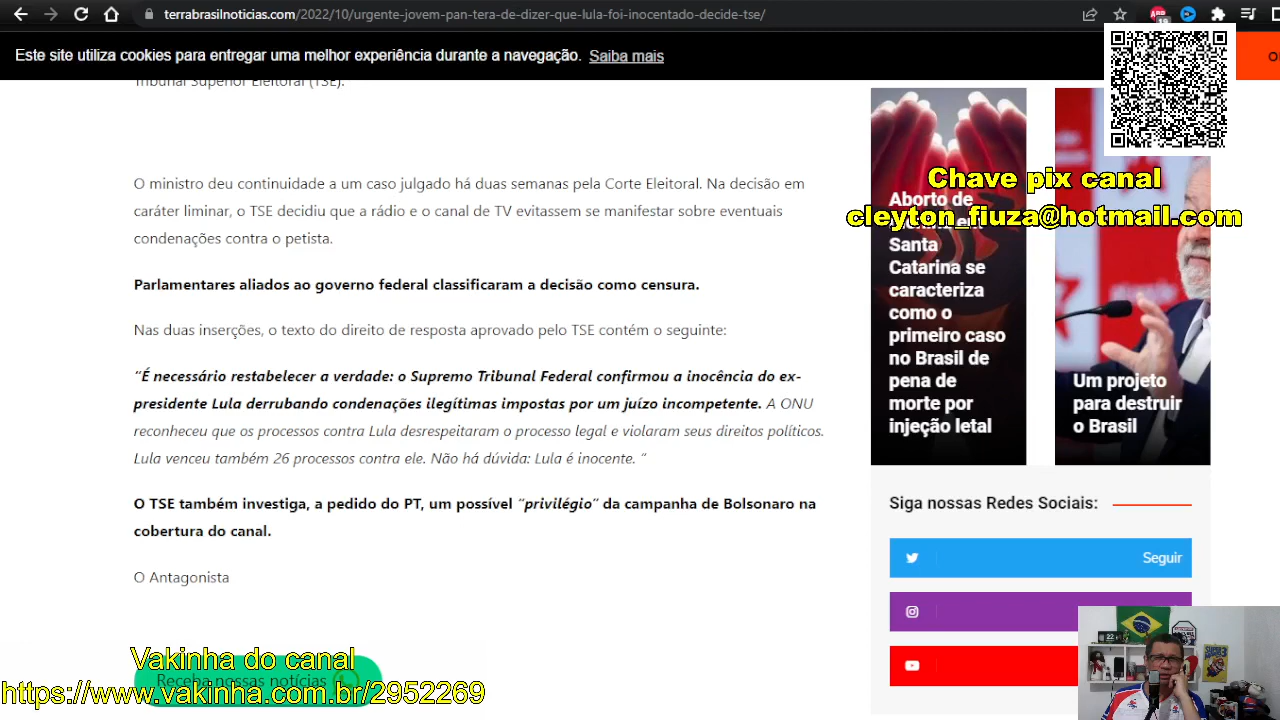 terrabrasilnoticias.com/2022/10/urgente-jovem-pan-tera-de-dizer-que-lula-foi-inocentado-decide-tse/
19
Este site utiliza cookies para entregar uma melhor experiência durante a navegação. Saiba mais
Tribunal Superior Eleitoral (TSE).
O ministro deu continuidade a um caso julgado há duas semanas pela Corte Eleitoral. Na decisão em
caráter liminar, o TSE decidiu que a rádio e o canal de TV evitassem se manifestar sobre eventuais
condenações contra o petista.
Parlamentares aliados ao governo federal classificaram a decisão como censura.
Nas duas inserções, o texto do direito de resposta aprovado pelo TSE contém o seguinte:
“É necessário restabelecer a verdade: o Supremo Tribunal Federal confirmou a inocência do ex-
presidente Lula derrubando condenações ilegítimas impostas por um juízo incompetente. A ONU
reconheceu que os processos contra Lula desrespeitaram o processo legal e violaram seus direitos políticos.
Lula venceu também 26 processos contra ele. Não há dúvida: Lula é inocente. “
O TSE também investiga, a pedido do PT, um possível “privilégio” da campanha de Bolsonaro na
cobertura do canal.
O Antagonista
Receba nossas notícias
Vakinha do canal
https://www.vakinha.com.br/2952269
Chave pix canal
cleyton_fiuza@hotmail.com
Aborto de
Santa
Catarina se
caracteriza
como o
primeiro caso
no Brasil de
pena de
morte por
injeção letal
Um projeto
para destruir
o Brasil
Siga nossas Redes Sociais:
Seguir
22